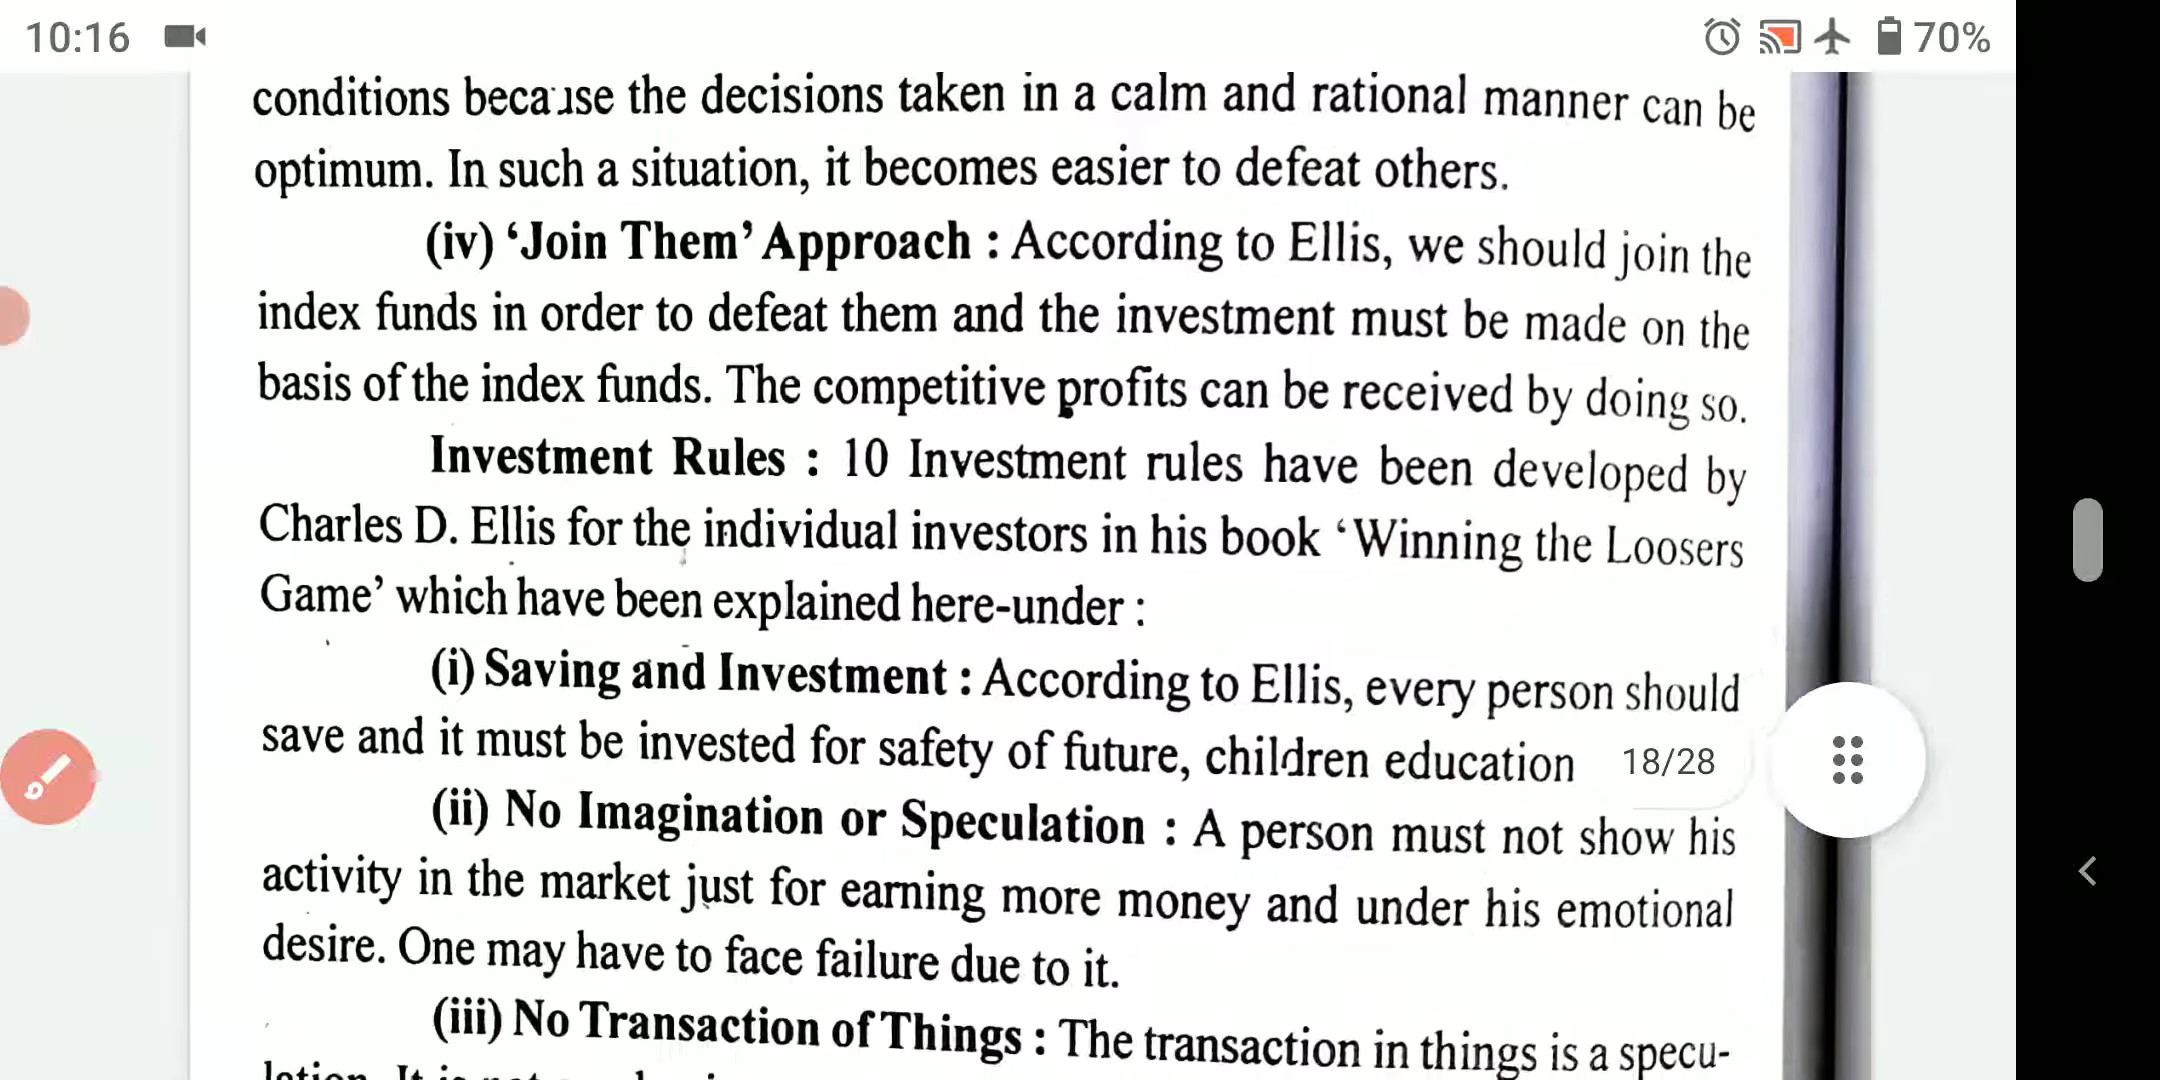 10:16 70%
conditions because the decisions taken in a calm and rational manner can be
optimum. In such a situation, it becomes easier to defeat others.
(iv) ‘Join Them’ Approach : According to Ellis, we should join the
index funds in order to defeat them and the investment must be made on the
basis of the index funds. The competitive profits can be received by doing so.
Investment Rules : 10 Investment rules have been developed by
Charles D. Ellis for the individual investors in his book ‘Winning the Loosers
Game’ which have been explained here-under :
(i) Saving and Investment : According to Ellis, every person should
save and it must be invested for safety of future, children education
18/28
(ii) No Imagination or Speculation : A person must not show his
activity in the market just for earning more money and under his emotional
desire. One may have to face failure due to it.
(iii) No Transaction of Things : The transaction in things is a specu-